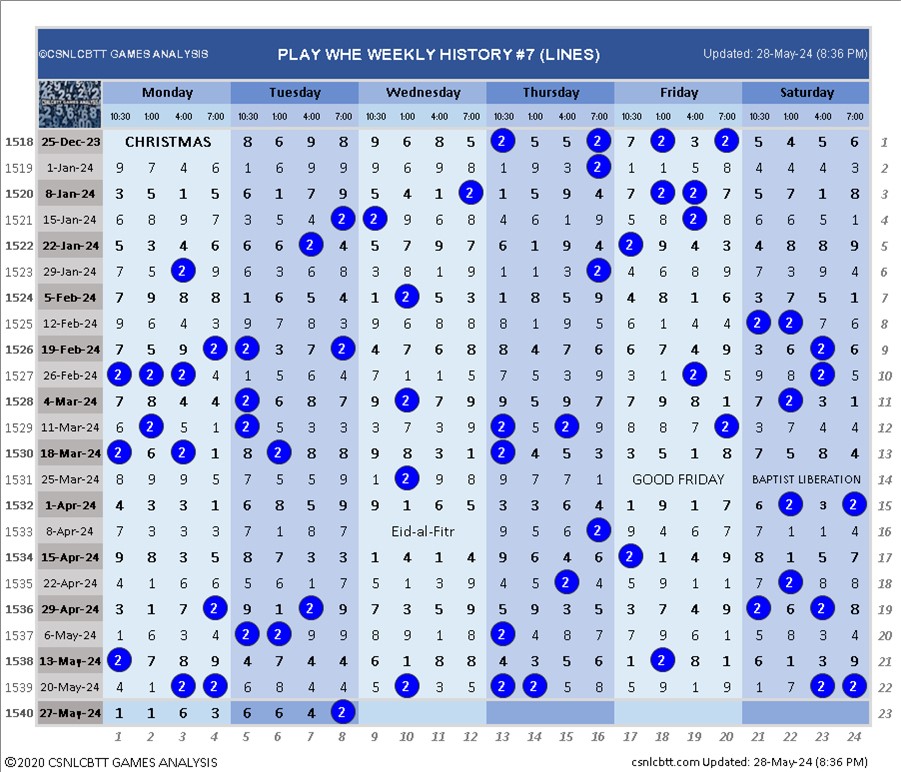 ©CSNLCBTT GAMES ANALYSIS PLAY WHE WEEKLY HISTORY #7 (LINES) Updated: 28-May-24 (8:36 PM)
CSNLCBTT GAMES ANALYSIS Monday Tuesday Wednesday Thursday Friday Saturday
10:30 1:00 4:00 7:00 10:30 1:00 4:00 7:00 10:30 1:00 4:00 7:00 10:30 1:00 4:00 7:00 10:30 1:00 4:00 7:00 10:30 1:00 4:00 7:00
1518 25-Dec-23 CHRISTMAS 8 6 9 8 9 6 8 5 2 5 5 2 7 2 3 2 5 4 5 6 1
1519 1-Jan-24 9 7 4 6 1 6 9 9 9 6 9 8 1 9 3 2 1 1 5 8 4 4 4 3 2
1520 8-Jan-24 3 5 1 5 6 1 7 9 5 4 1 2 1 5 9 4 7 2 2 7 5 7 1 8 3
1521 15-Jan-24 6 8 9 7 3 5 4 2 2 9 6 8 4 6 1 9 5 8 2 8 6 6 5 1 4
1522 22-Jan-24 5 3 4 6 6 6 2 4 5 7 9 7 6 1 9 4 2 9 4 3 4 8 8 9 5
1523 29-Jan-24 7 5 2 9 6 3 6 8 3 8 1 9 1 1 3 2 4 6 8 9 7 3 9 4 6
1524 5-Feb-24 7 9 8 8 1 6 5 4 1 2 5 3 1 8 5 9 4 8 1 6 3 7 5 1 7
1525 12-Feb-24 9 6 4 3 9 7 8 3 9 6 8 8 8 1 9 5 6 1 4 4 2 2 7 6 8
1526 19-Feb-24 7 5 9 2 2 3 7 2 4 7 6 8 8 4 7 6 6 7 4 9 3 6 2 6 9
1527 26-Feb-24 2 2 2 4 1 5 6 4 7 1 1 5 7 5 3 9 3 1 2 5 9 8 2 5 10
1528 4-Mar-24 7 8 4 4 2 6 8 7 9 2 7 9 9 5 9 7 7 9 8 1 7 2 3 1 11
1529 11-Mar-24 6 2 5 1 2 5 3 3 3 7 3 9 2 5 2 9 8 8 7 2 3 7 4 4 12
1530 18-Mar-24 2 6 2 1 8 2 8 8 9 8 3 1 2 4 5 3 3 5 1 8 7 5 8 4 13
1531 25-Mar-24 8 9 9 5 7 5 5 9 1 2 9 8 9 7 7 1 GOOD FRIDAY BAPTIST LIBERATION 14
1532 1-Apr-24 4 3 3 1 6 8 5 9 9 1 6 5 3 3 6 4 1 9 1 7 6 2 3 2 15
1533 8-Apr-24 7 3 3 3 7 1 8 7 Eid-al-Fitr 9 5 6 2 9 4 6 7 7 1 1 4 16
1534 15-Apr-24 9 8 3 5 8 7 3 3 1 4 1 4 9 6 4 6 2 1 4 9 8 1 5 7 17
1535 22-Apr-24 4 1 6 6 5 6 1 7 5 1 3 9 4 5 2 4 5 9 1 1 7 2 8 8 18
1536 29-Apr-24 3 1 7 2 9 1 2 9 7 3 5 9 5 9 3 5 3 7 4 9 2 6 2 8 19
1537 6-May-24 1 6 3 4 2 2 9 9 8 9 1 8 2 4 8 7 7 9 6 1 5 8 3 4 20
1538 13-May-24 2 7 8 9 4 7 4 4 6 1 8 8 4 3 5 6 1 2 8 1 6 1 3 9 21
1539 20-May-24 4 1 2 2 6 8 4 4 5 2 3 5 2 2 5 8 5 9 1 9 1 7 2 2 22
1540 27-May-24 1 1 6 3 6 6 4 2 23
1 2 3 4 5 6 7 8 9 10 11 12 13 14 15 16 17 18 19 20 21 22 23 24
©2020 CSNLCBTT GAMES ANALYSIS csnlcbtt.com Updated: 28-May-24 (8:36 PM)